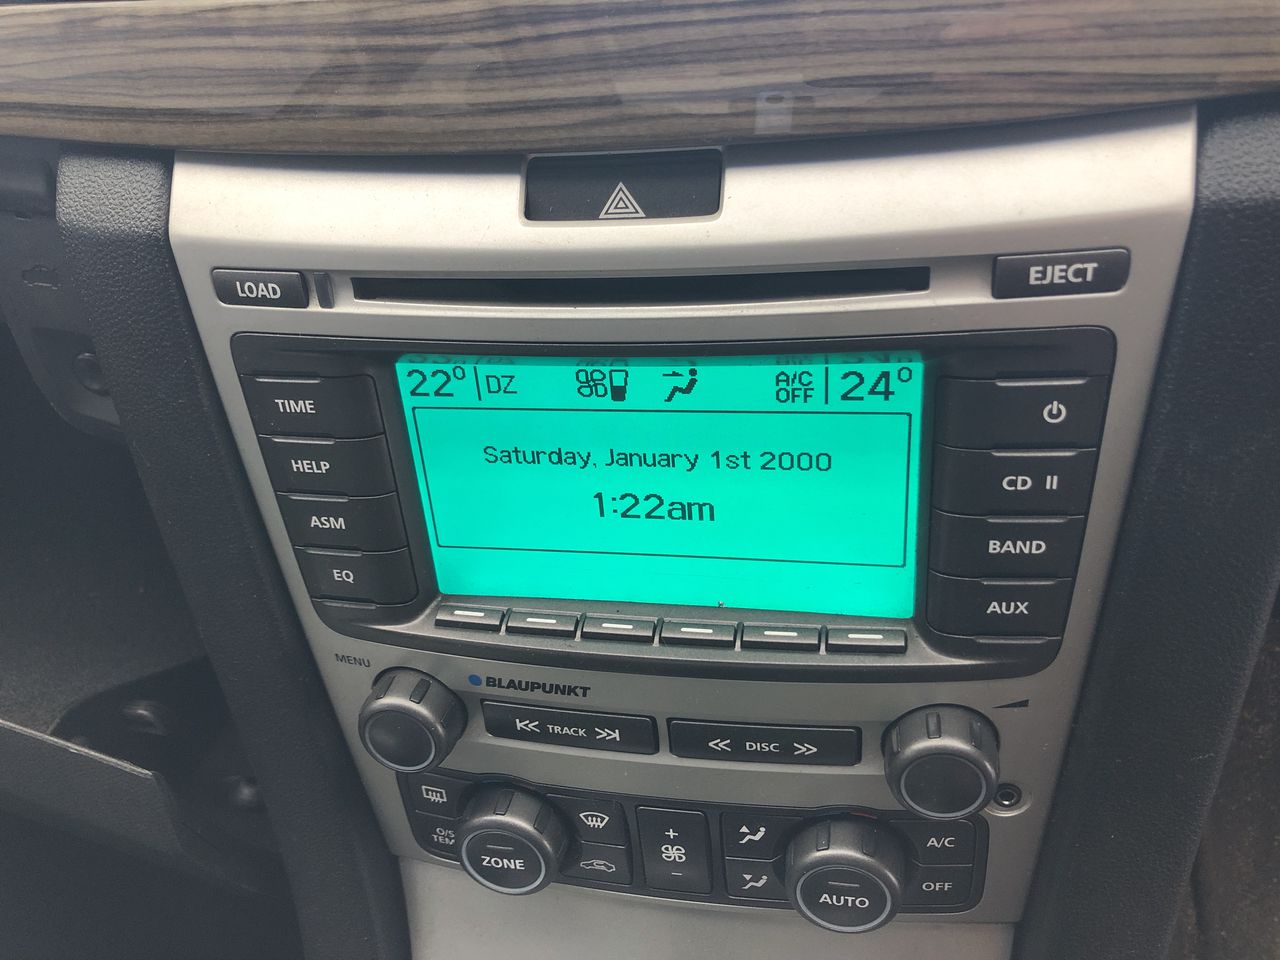 LOAD
EJECT
22° DZ A/C OFF 24°
TIME
HELP
ASM
EQ
Saturday, January 1st 2000
1:22am
CD II
BAND
AUX
MENU
BLAUPUNKT
TRACK
DISC
O/S
ZONE
+
-
AUTO
A/C
OFF